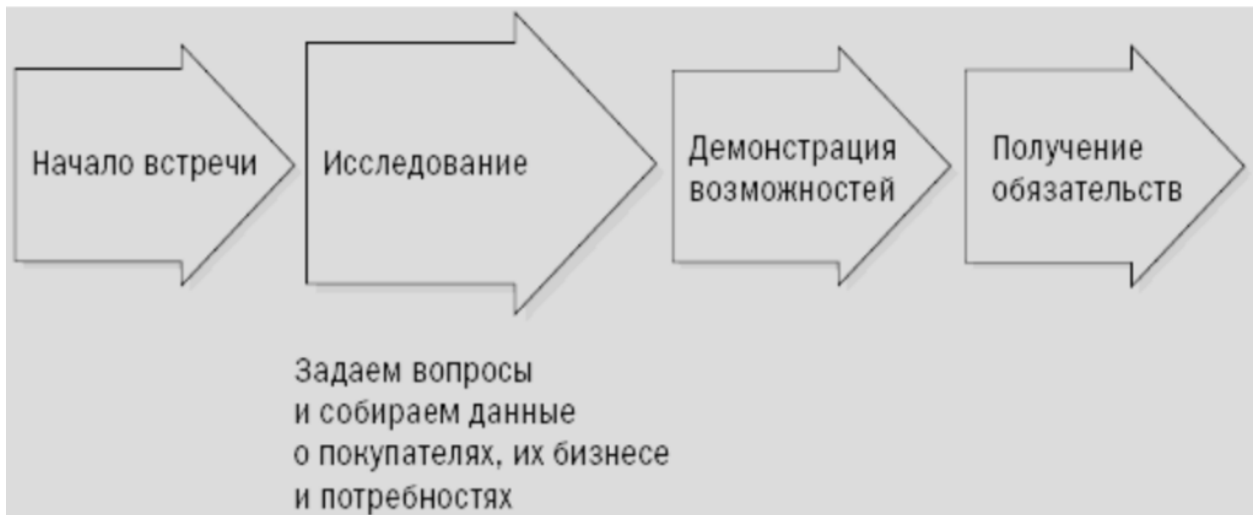 Начало встречи
Исследование
Демонстрация
возможностей
Получение
обязательств
Задаем вопросы
и собираем данные
о покупателях, их бизнесе
и потребностях